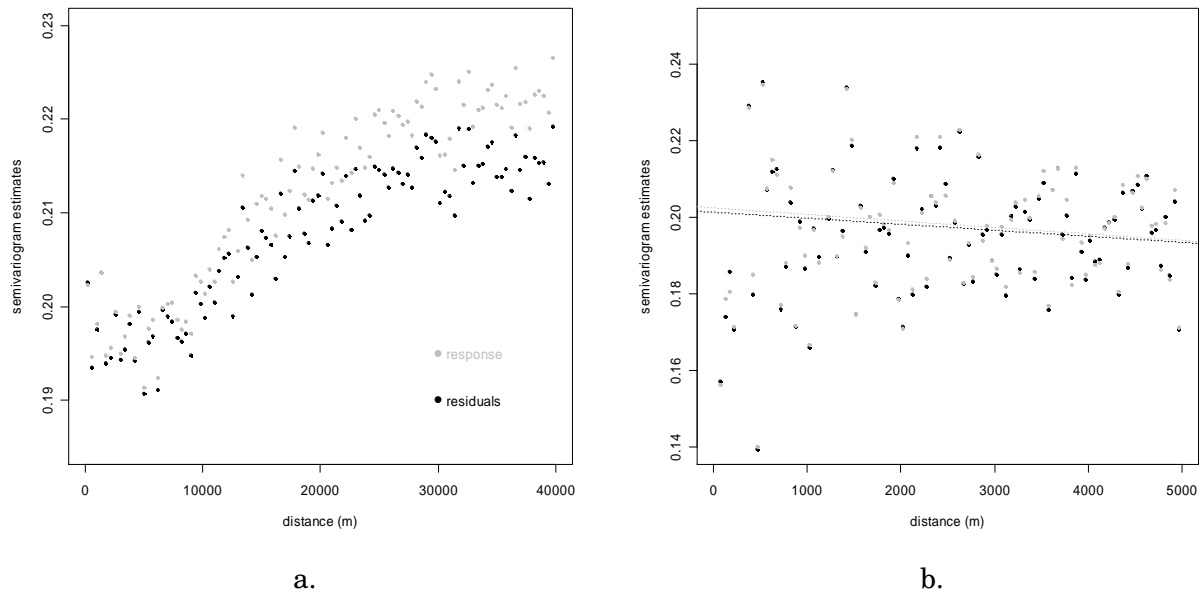 0.23
0.22
0.21
0.20
0.19
semivariogram estimates
response
residuals
0 10000 20000 30000 40000
distance (m)
a.
0.24
0.22
0.20
0.18
0.16
0.14
semivariogram estimates
0 1000 2000 3000 4000 5000
distance (m)
b.